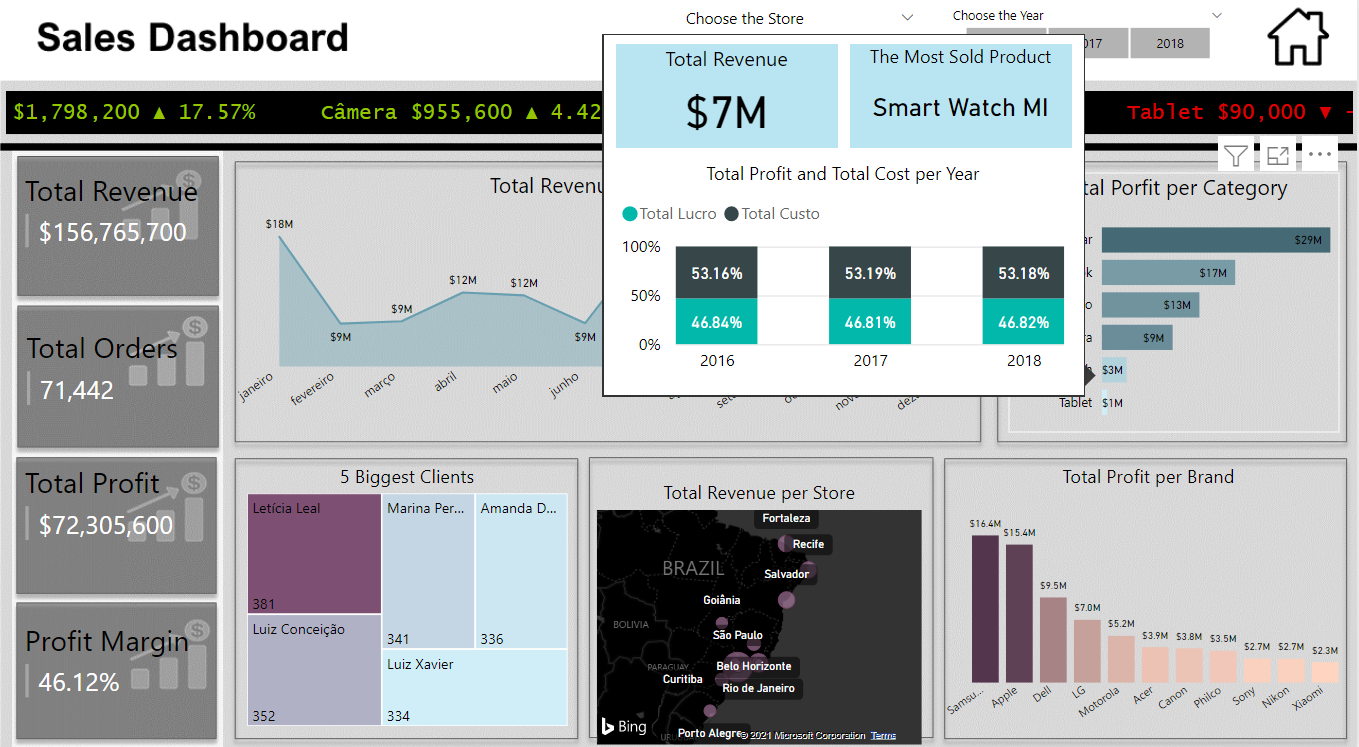 Sales Dashboard
Choose the Store
Choose the Year
2018
$1,798,200 ▲ 17.57%
Câmera $955,600 ▲ 4.42
Tablet $90,000 ▼ -
Total Revenue
$7M
The Most Sold Product
Smart Watch MI
Total Profit and Total Cost per Year
Total Lucro
Total Custo
100%
50%
0%
53.16%
53.19%
53.18%
46.84%
46.81%
46.82%
2016
2017
2018
Total Revenue
$156,765,700
Total Orders
71,442
Total Profit
$72,305,600
Profit Margin
46.12%
Total Revenu
$18M
$9M
$9M
$12M
$12M
$9M
janeiro
fevereiro
março
abril
maio
junho
tal Porfit per Category
$29M
$17M
$13M
$9M
$3M
Tablet
$1M
5 Biggest Clients
Letícia Leal
381
Luiz Conceição
352
Marina Per...
341
Amanda D...
336
Luiz Xavier
334
Total Revenue per Store
Fortaleza
Recife
BRAZIL
Salvador
Goiânia
BOLIVIA
São Paulo
PARAGUAY
Belo Horizonte
Curitiba
Rio de Janeiro
Bing
Porto Alegre
© 2021 Microsoft Corporation Terms
Total Profit per Brand
$16.4M
$15.4M
$9.5M
$7.0M
$5.2M
$3.9M
$3.8M
$3.5M
$2.7M
$2.7M
$2.3M
Samsu...
Apple
Dell
LG
Motorola
Acer
Canon
Philco
Sony
Nikon
Xiaomi